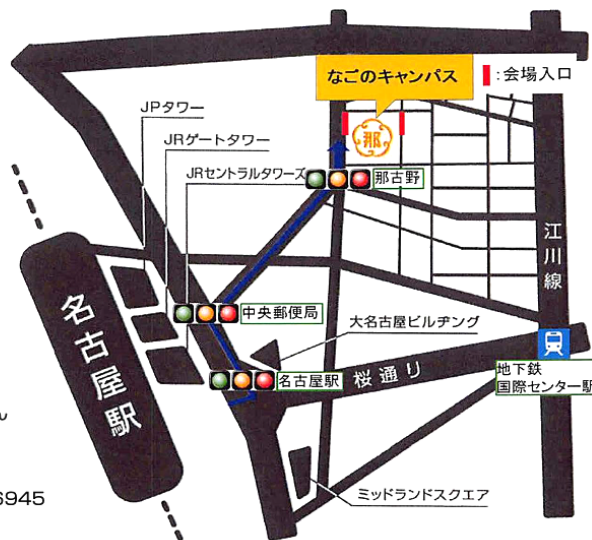 なごのキャンパス
:会場入口
那
JPタワー
JRゲートタワー
JRセントラルタワーズ
那古野
江川線
名古屋駅
中央郵便局
大名古屋ビルヂング
名古屋駅
桜通り
地下鉄
国際センター駅
ん
ミッドランドスクエア
6945